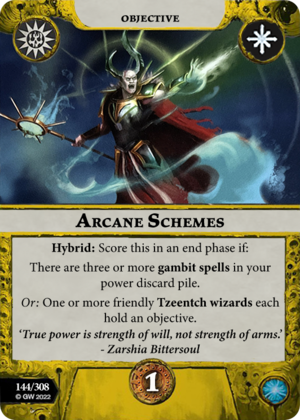 OBJECTIVE
ARCANE SCHEMES
Hybrid: Score this in an end phase if:
There are three or more gambit spells in your
power discard pile.
Or: One or more friendly Tzeentch wizards each
hold an objective.
‘True power is strength of will, not strength of arms.’
- Zarshia Bittersoul
144/308
© GW 2022
1